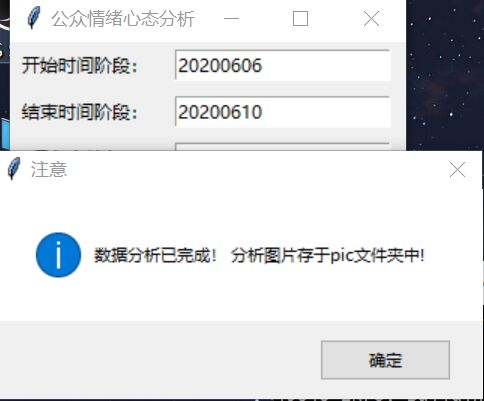 公众情绪心态分析
开始时间阶段：
20200606
结束时间阶段：
20200610
注意
数据分析已完成！ 分析图片存于pic文件夹中!
确定